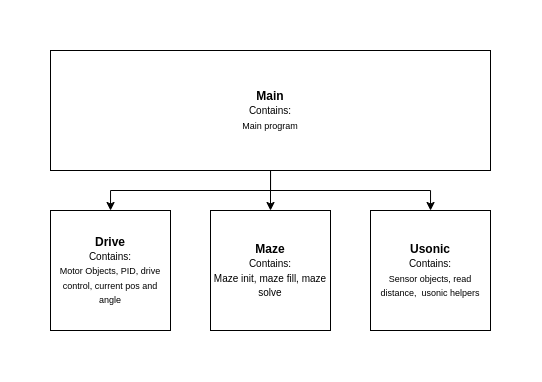 Main
Contains:
Main program
Drive
Contains:
Motor Objects, PID, drive
control, current pos and
angle
Maze
Contains:
Maze init, maze fill, maze
solve
Usonic
Contains:
Sensor objects, read
distance,  usonic helpers